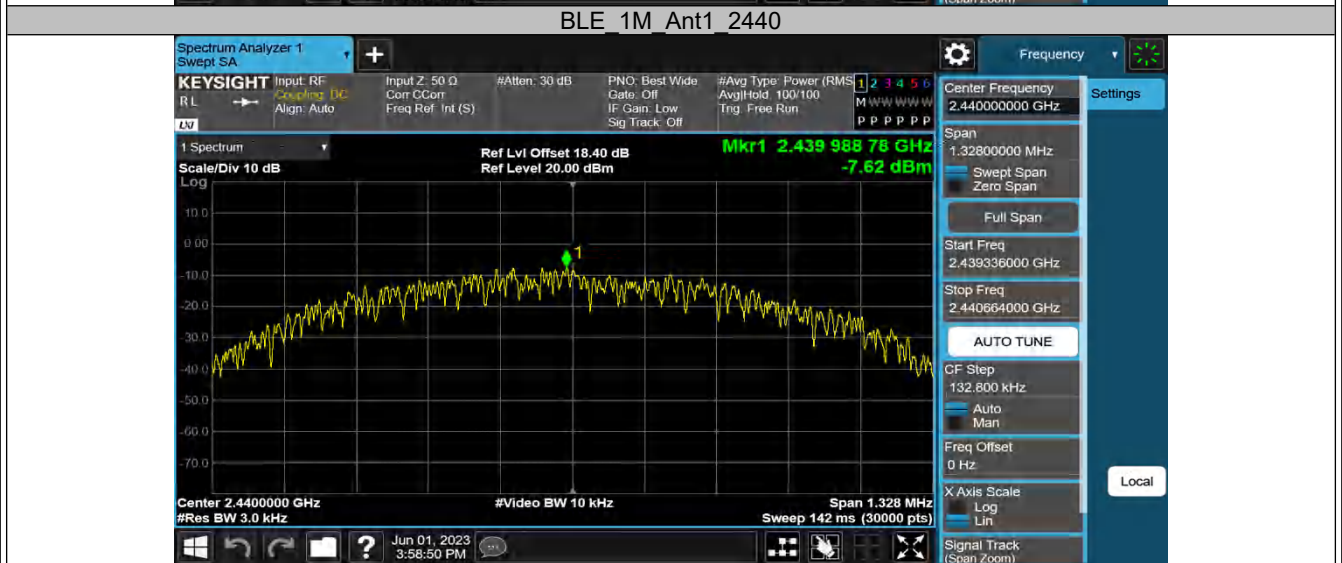 (Span Zoom)
BLE_1M_Ant1_2440
Spectrum Analyzer 1
Swept SA
+
Frequency
KEYSIGHT
RL
LXI
Input: RF
Coupling: DC
Align: Auto
Input Z: 50 Ω
Corr CCorr
Freq Ref: Int (S)
#Atten: 30 dB
PNO: Best Wide
Gate: Off
IF Gain: Low
Sig Track: Off
#Avg Type: Power (RMS
Avg|Hold: 100/100
Trig: Free Run
1 2 3 4 5 6
M W W W W W
P P P P P P
1 Spectrum
Scale/Div 10 dB
Ref Lvl Offset 18.40 dB
Ref Level 20.00 dBm
Mkr1 2.439 988 78 GHz
-7.62 dBm
Log
10.0
0.00
-10.0
-20.0
-30.0
-40.0
-50.0
-60.0
-70.0
1
Center 2.4400000 GHz
#Res BW 3.0 kHz
#Video BW 10 kHz
Span 1.328 MHz
Sweep 142 ms (30000 pts)
?
Jun 01, 2023
3:58:50 PM
Center Frequency
2.440000000 GHz
Span
1.32800000 MHz
Swept Span
Zero Span
Full Span
Start Freq
2.439336000 GHz
Stop Freq
2.440664000 GHz
AUTO TUNE
CF Step
132.800 kHz
Auto
Man
Freq Offset
0 Hz
X Axis Scale
Log
Lin
Signal Track
(Span Zoom)
Settings
Local